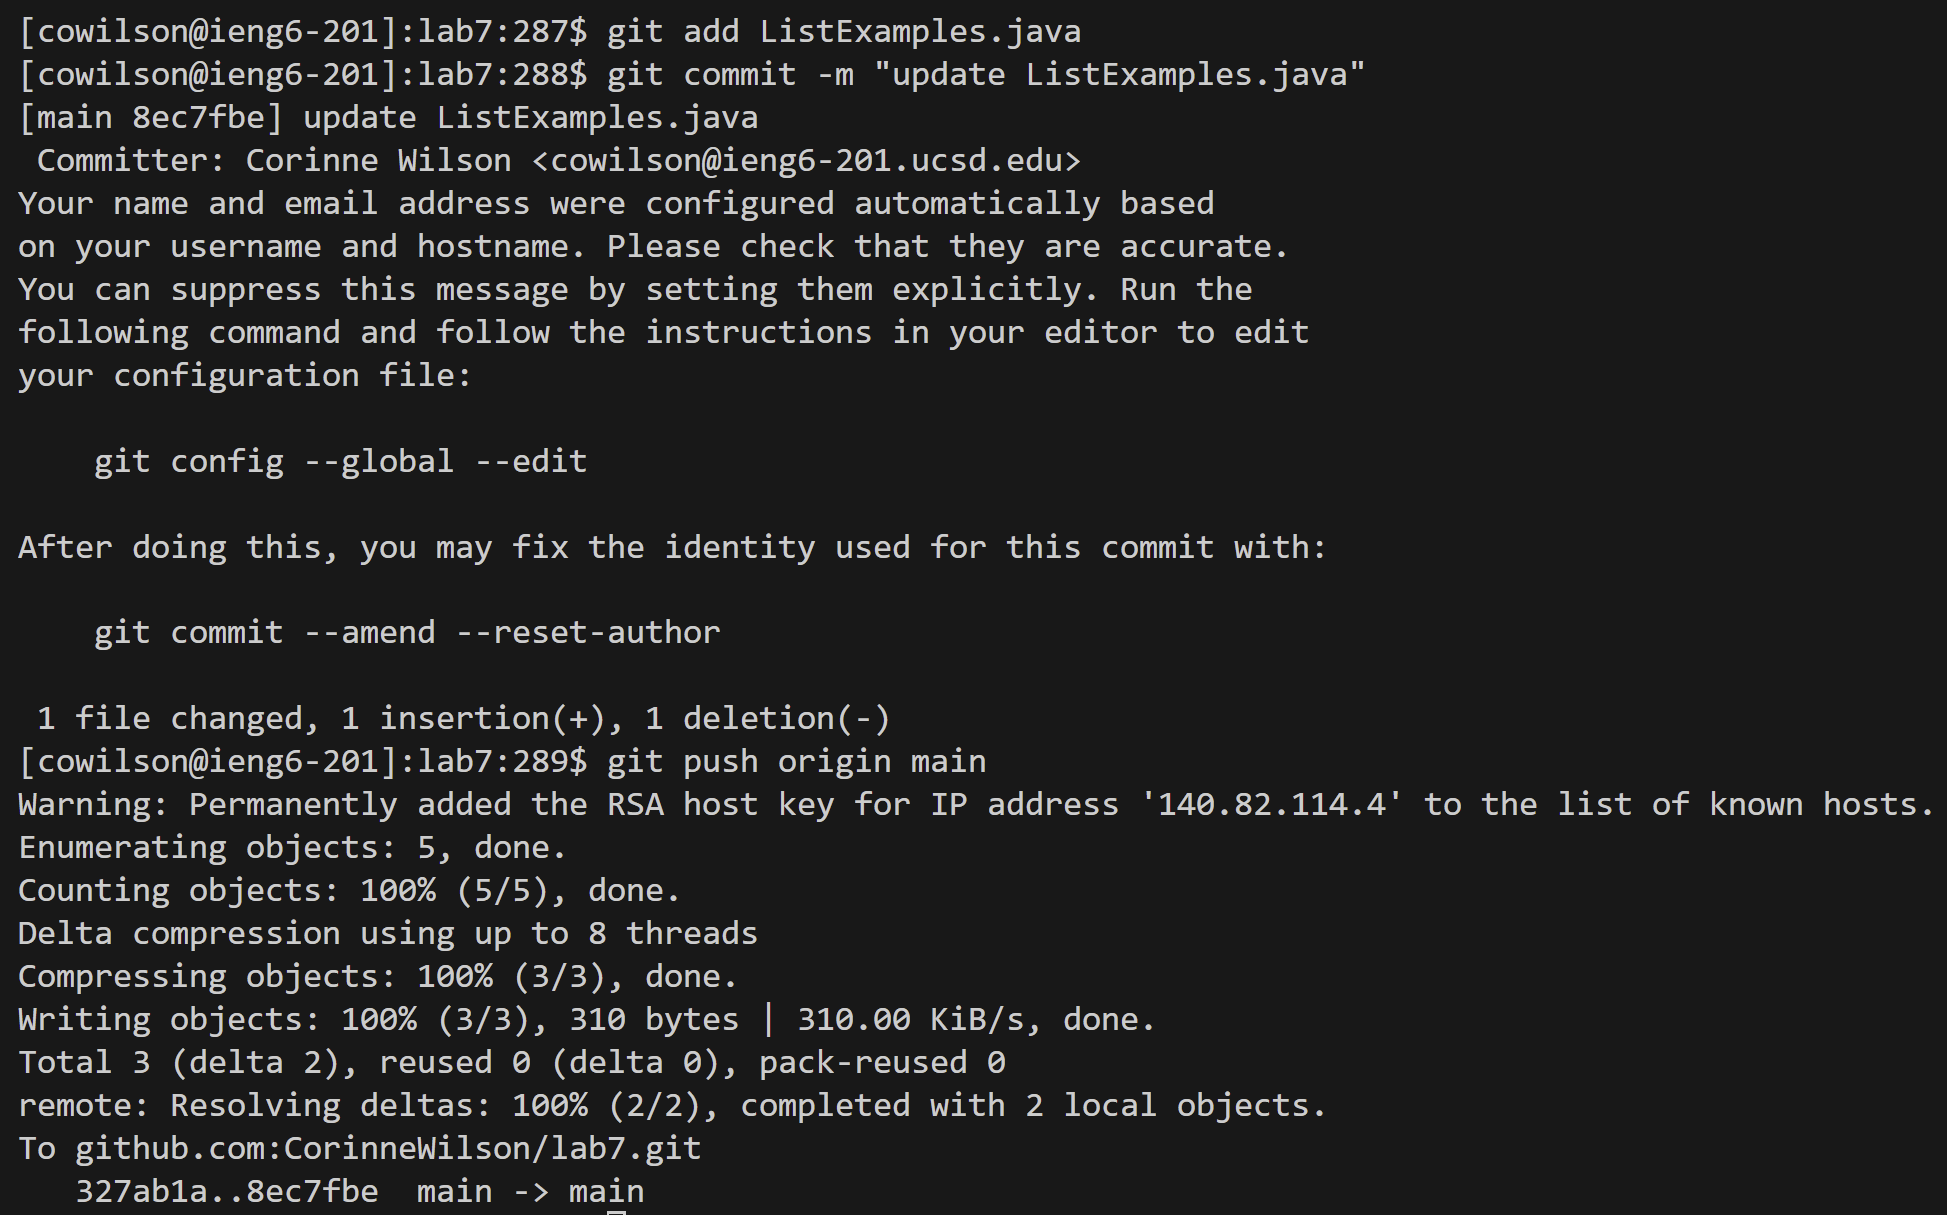 [cowilson@ieng6-201]:lab7:287$ git add ListExamples.java
[cowilson@ieng6-201]:lab7:288$ git commit -m "update ListExamples.java"
[main 8ec7fbe] update ListExamples.java
 Committer: Corinne Wilson <cowilson@ieng6-201.ucsd.edu>
Your name and email address were configured automatically based
on your username and hostname. Please check that they are accurate.
You can suppress this message by setting them explicitly. Run the
following command and follow the instructions in your editor to edit
your configuration file:

    git config --global --edit

After doing this, you may fix the identity used for this commit with:

    git commit --amend --reset-author

 1 file changed, 1 insertion(+), 1 deletion(-)
[cowilson@ieng6-201]:lab7:289$ git push origin main
Warning: Permanently added the RSA host key for IP address '140.82.114.4' to the list of known hosts.
Enumerating objects: 5, done.
Counting objects: 100% (5/5), done.
Delta compression using up to 8 threads
Compressing objects: 100% (3/3), done.
Writing objects: 100% (3/3), 310 bytes | 310.00 KiB/s, done.
Total 3 (delta 2), reused 0 (delta 0), pack-reused 0
remote: Resolving deltas: 100% (2/2), completed with 2 local objects.
To github.com:CorinneWilson/lab7.git
   327ab1a..8ec7fbe  main -> main